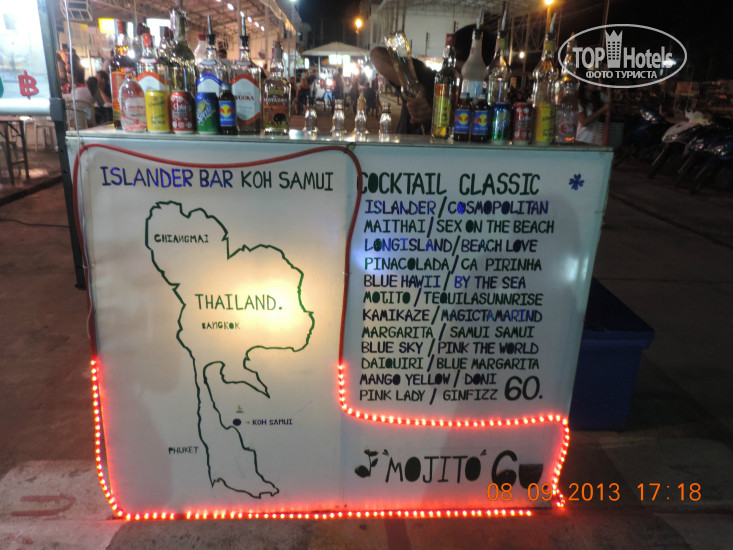 TOPHotels
ФОТО ТУРИСТА
ISLANDER BAR KOH SAMUI
CHIANGMAI
THAILAND.
BANGKOK
→ KOH SAMUI
PHUKET
COCKTAIL CLASSIC *
ISLANDER/COSMOPOLITAN
MAITHAI/SEX ON THE BEACH
LONGISLAND/BEACH LOVE
PINACOLADA/CA PIRINHA
BLUE HAWII/BY THE SEA
MOJITO/TEQUILASUNNRISE
KAMIKAZE/MAGICTAMARIND
MARGARITA/SAMUI SAMUI
BLUE SKY/PINK THE WORLD
DAIQUIRI/BLUE MARGARITA
MANGO YELLOW/DONI
PINK LADY/GINFIZZ 60.
"MOJITO" 60
08 09 2013 17:18